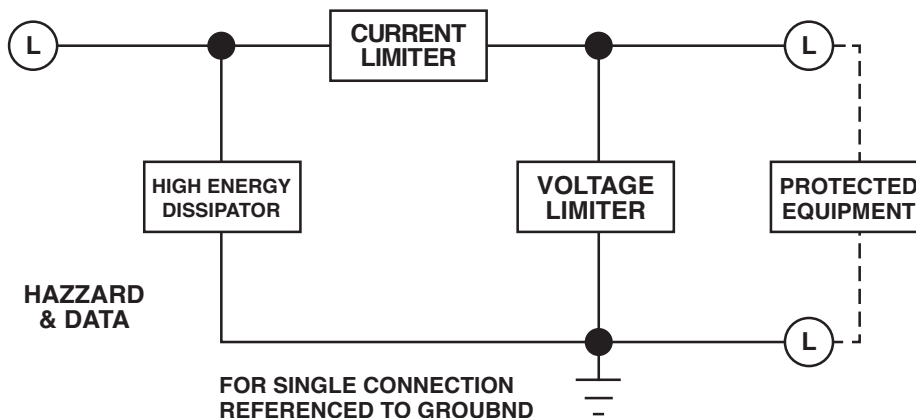 L
CURRENT
LIMITER
L
HIGH ENERGY
DISSIPATOR
VOLTAGE
LIMITER
PROTECTED
EQUIPMENT
HAZZARD
& DATA
L
FOR SINGLE CONNECTION
REFERENCED TO GROUBND